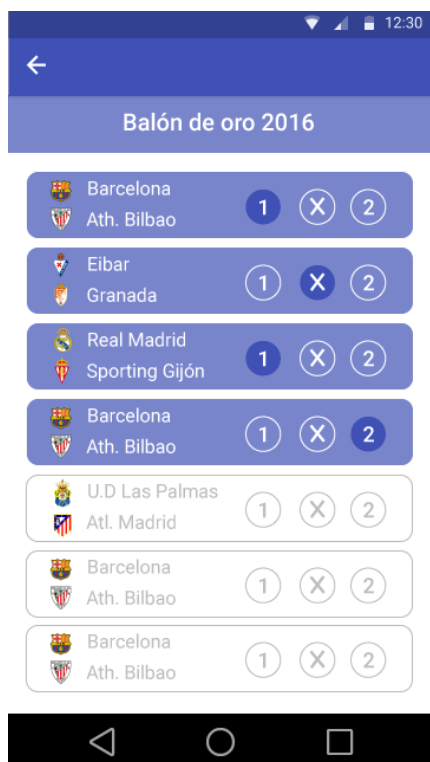 12:30
Balón de oro 2016
Barcelona
Ath. Bilbao
1 X 2
Eibar
Granada
1 X 2
Real Madrid
Sporting Gijón
1 X 2
Barcelona
Ath. Bilbao
1 X 2
U.D Las Palmas
Atl. Madrid
1 X 2
Barcelona
Ath. Bilbao
1 X 2
Barcelona
Ath. Bilbao
1 X 2